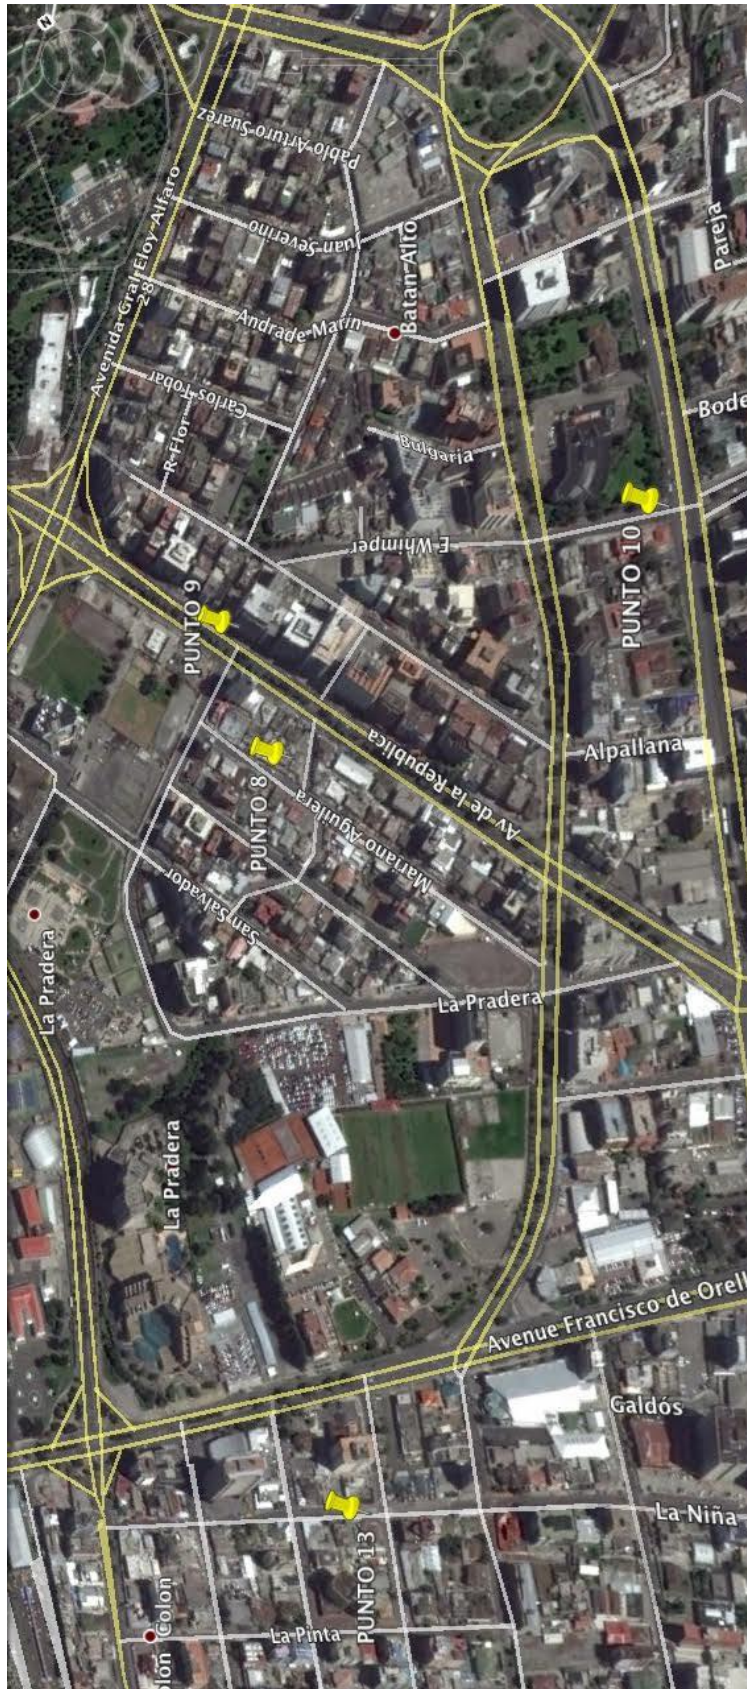 N
Pablo Arturo Suarez
Avenida Gral Eloy Alfaro
28
Juan Severino
Batan Alto
Pareja
Andrade Marin
Carlos Tobar
R Flor
Bode
Bulgaria
E Whimper
PUNTO 10
PUNTO 9
Alpallana
Av de la Republica
PUNTO 8
Mariano Aguilera
San Salvador
La Pradera
La Pradera
La Pradera
Avenue Francisco de Orell
Galdós
La Niña
PUNTO 13
La Pinta
Colon
olón